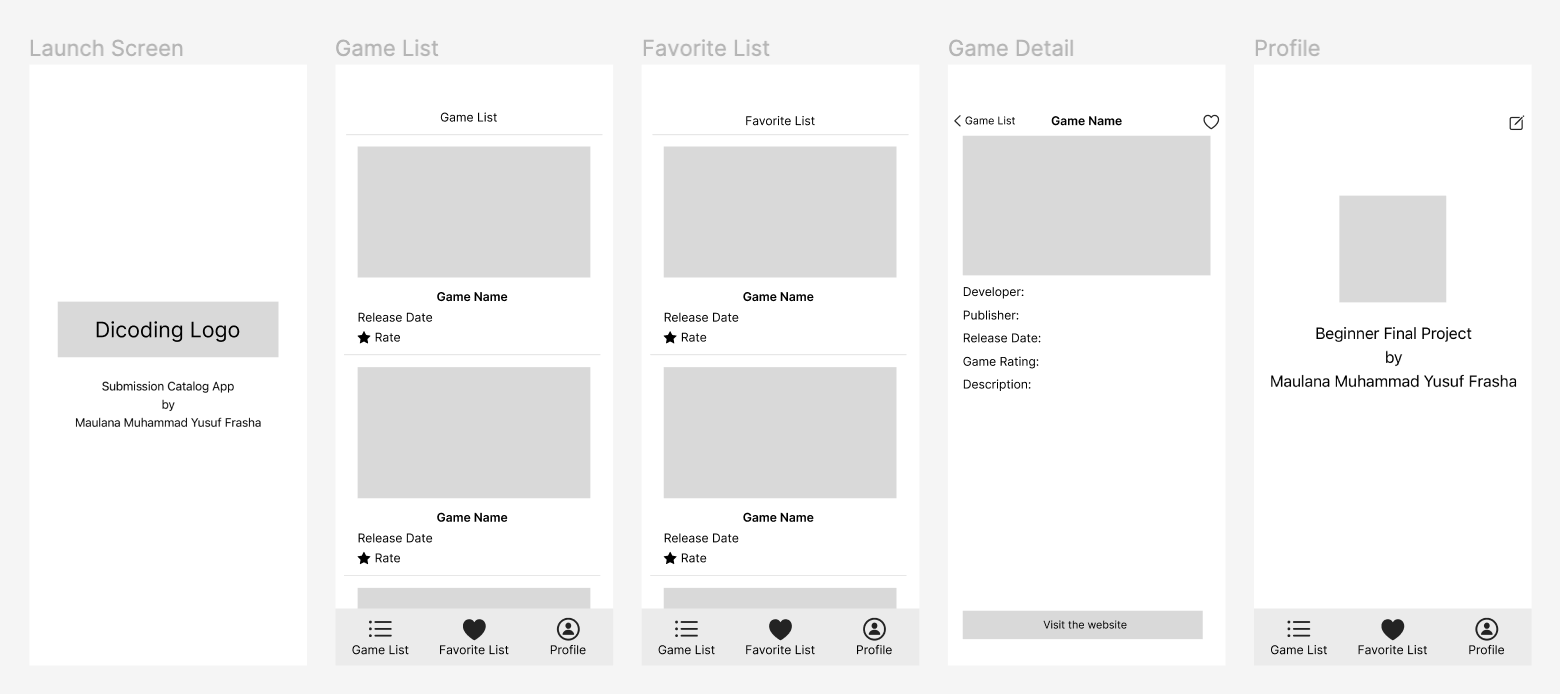 Launch Screen
Dicoding Logo
Submission Catalog App
by
Maulana Muhammad Yusuf Frasha
Game List
Game List
Game Name
Release Date
Rate
Game Name
Release Date
Rate
Game List
Favorite List
Profile
Favorite List
Favorite List
Game Name
Release Date
Rate
Game Name
Release Date
Rate
Game List
Favorite List
Profile
Game Detail
Game List
Game Name
Developer:
Publisher:
Release Date:
Game Rating:
Description:
Visit the website
Profile
Beginner Final Project
by
Maulana Muhammad Yusuf Frasha
Game List
Favorite List
Profile